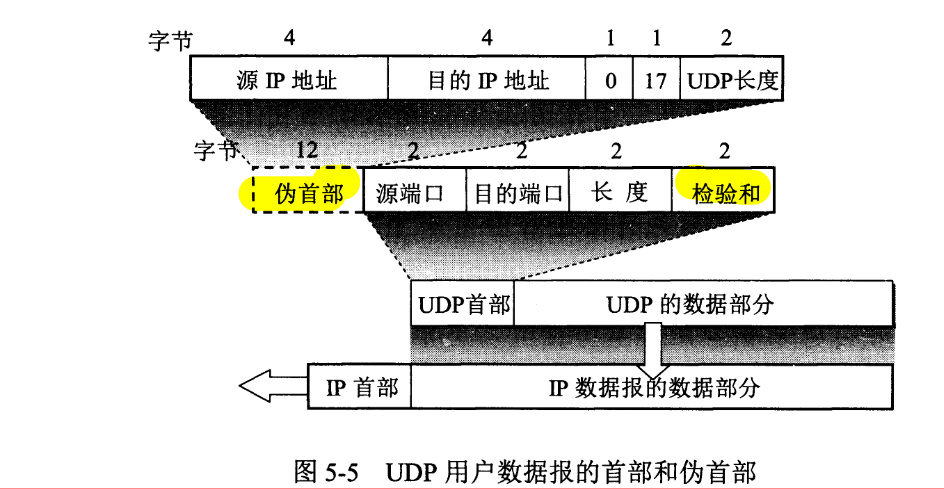 字节 4 4 1 1 2
源 IP 地址 目的 IP 地址 0 17 UDP长度
字节 12 2 2 2 2
伪首部 源端口 目的端口 长 度 检验和
UDP首部 UDP 的数据部分
IP 首部 IP 数据报的数据部分
图 5-5 UDP 用户数据报的首部和伪首部